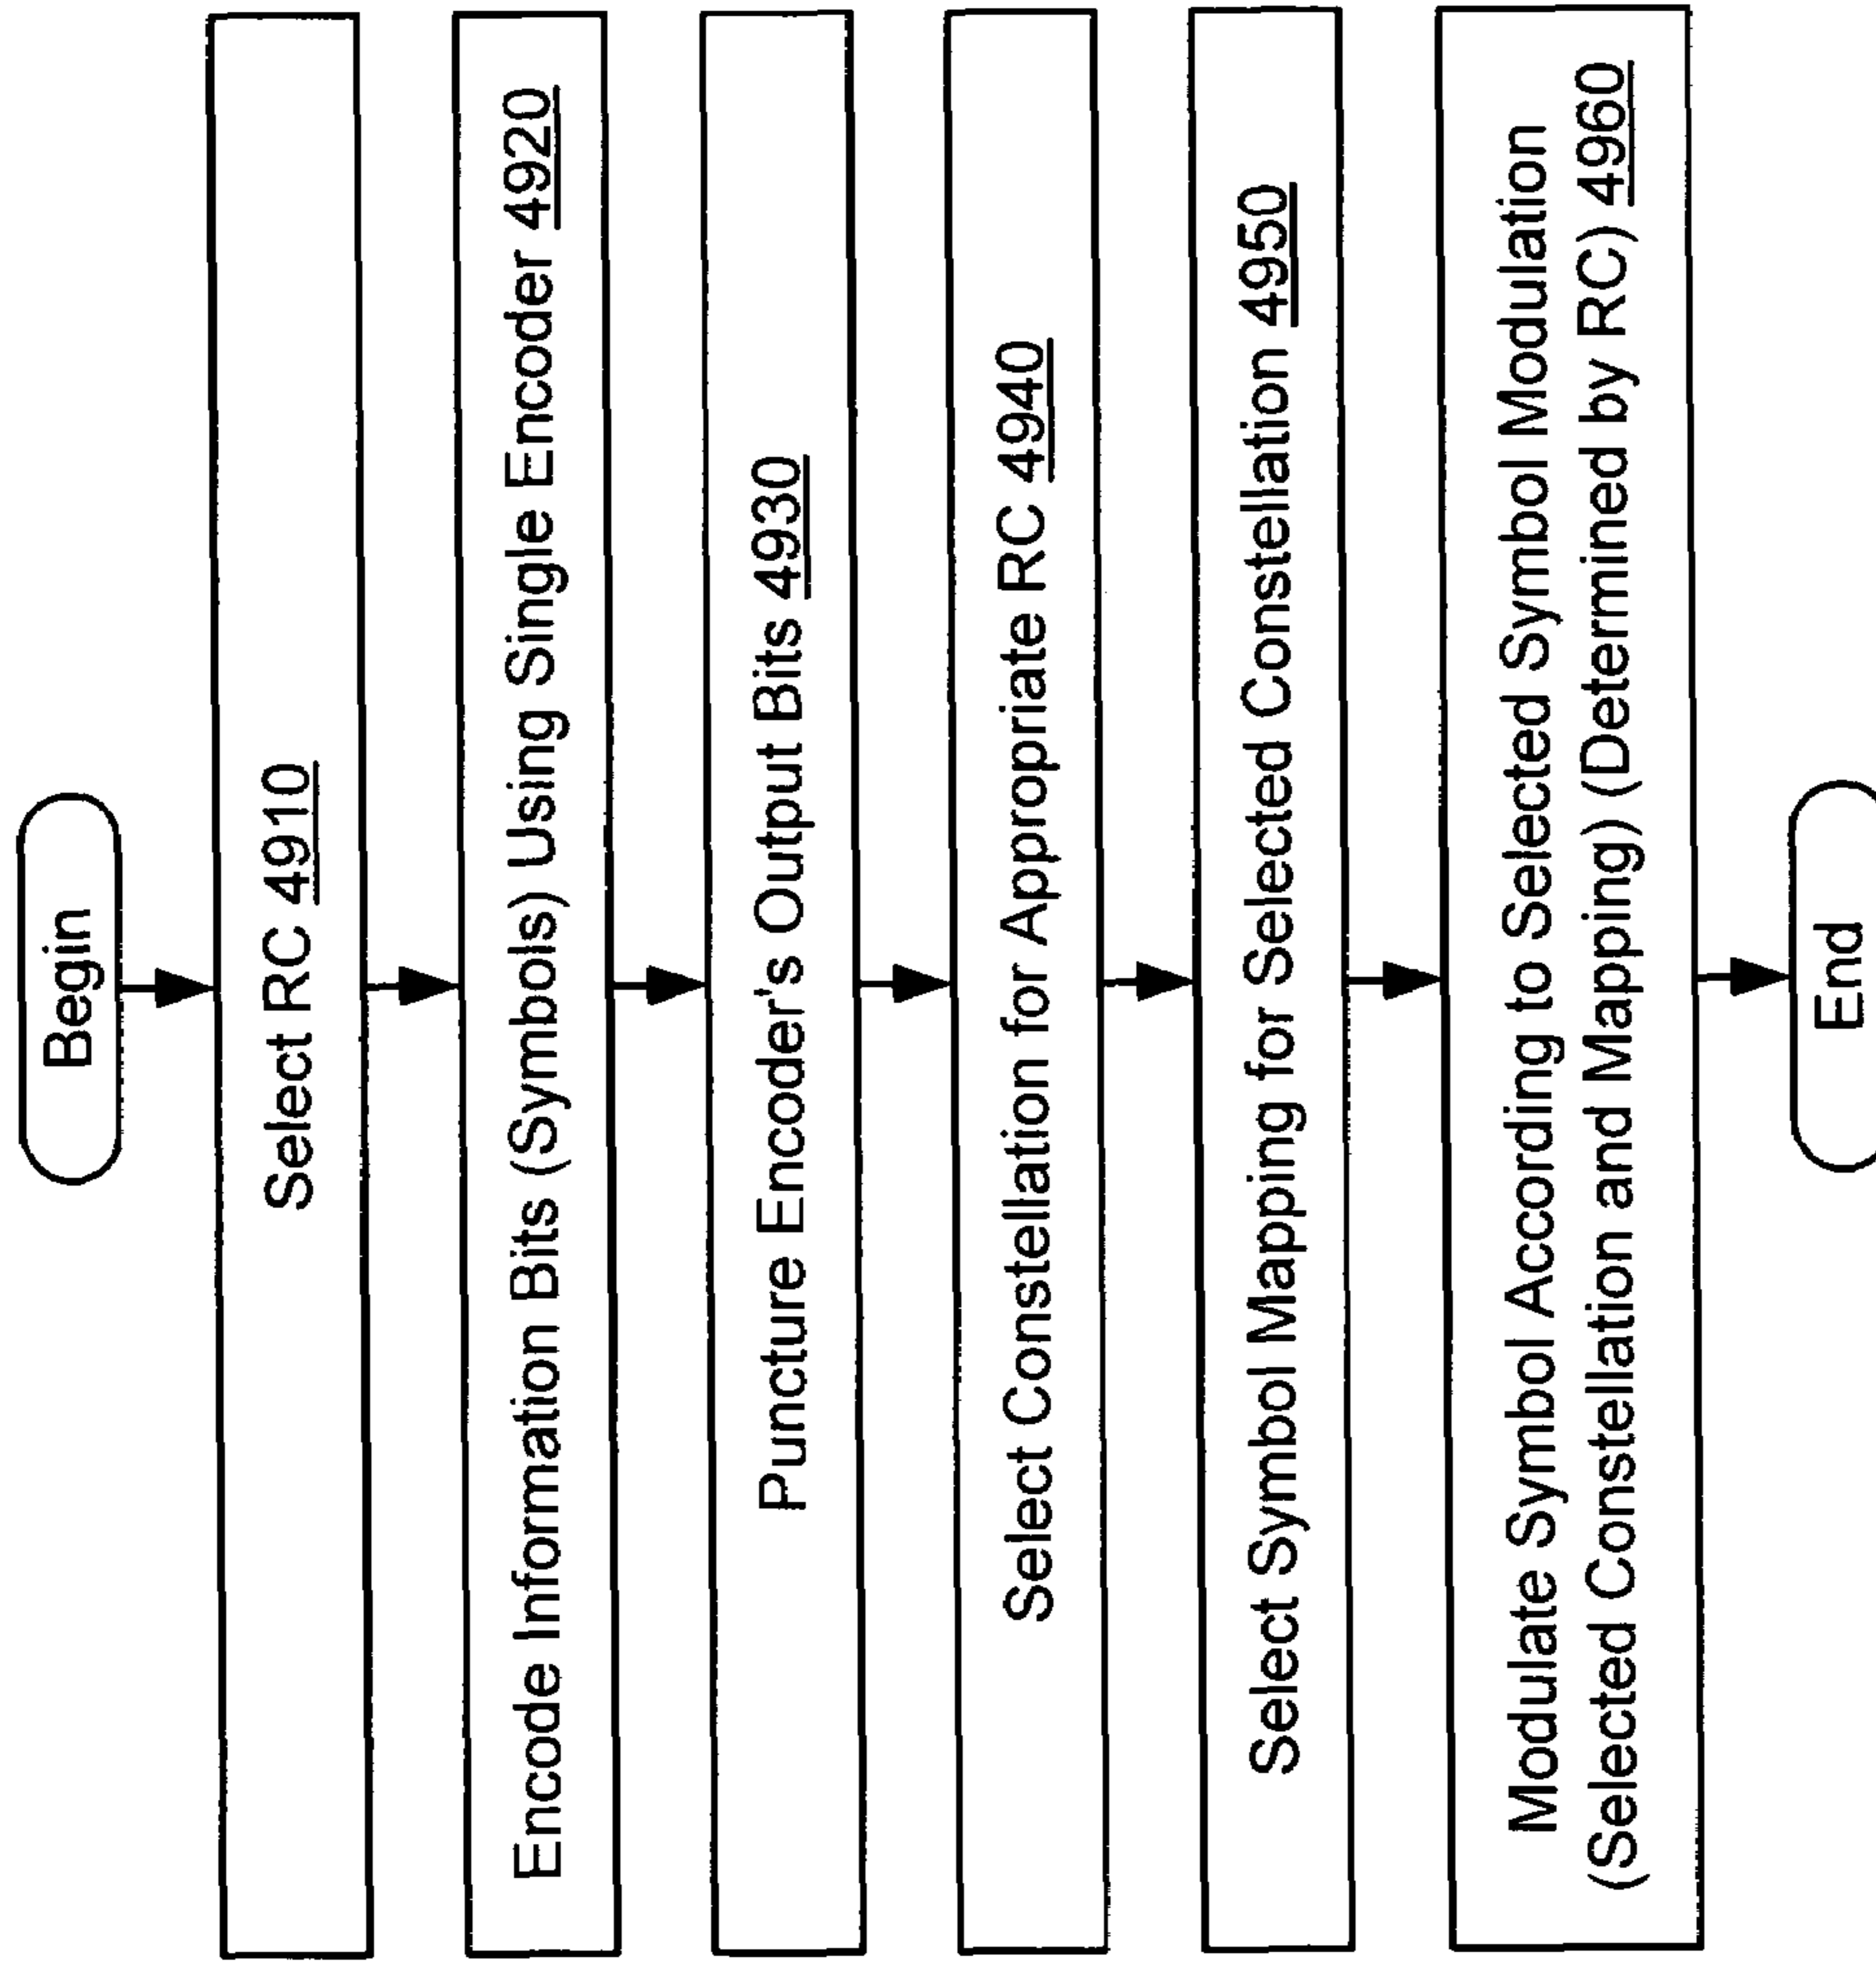 Begin
Select RC 4910
Encode Information Bits (Symbols) Using Single Encoder 4920
Puncture Encoder's Output Bits 4930
Select Constellation for Appropriate RC 4940
Select Symbol Mapping for Selected Constellation 4950
Modulate Symbol According to Selected Symbol Modulation
(Selected Constellation and Mapping) (Determined by RC) 4960
End